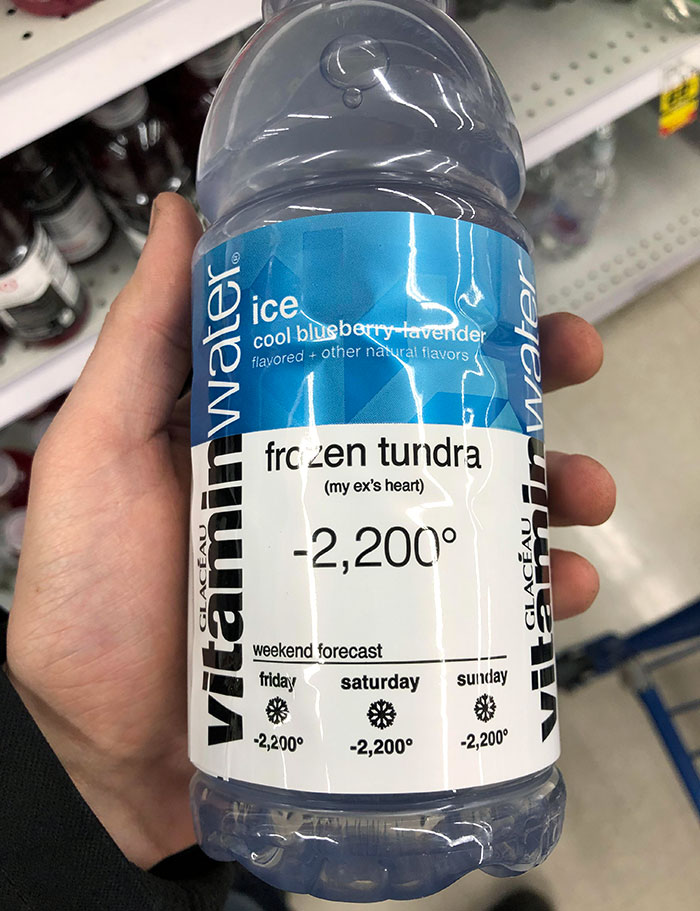 GLACÉAU
vitaminwater®
ice
cool blueberry-lavender
flavored + other natural flavors
frozen tundra
(my ex's heart)
-2,200°
weekend forecast
friday saturday sunday
-2,200° -2,200° -2,200°
GLACÉAU
vitaminwater